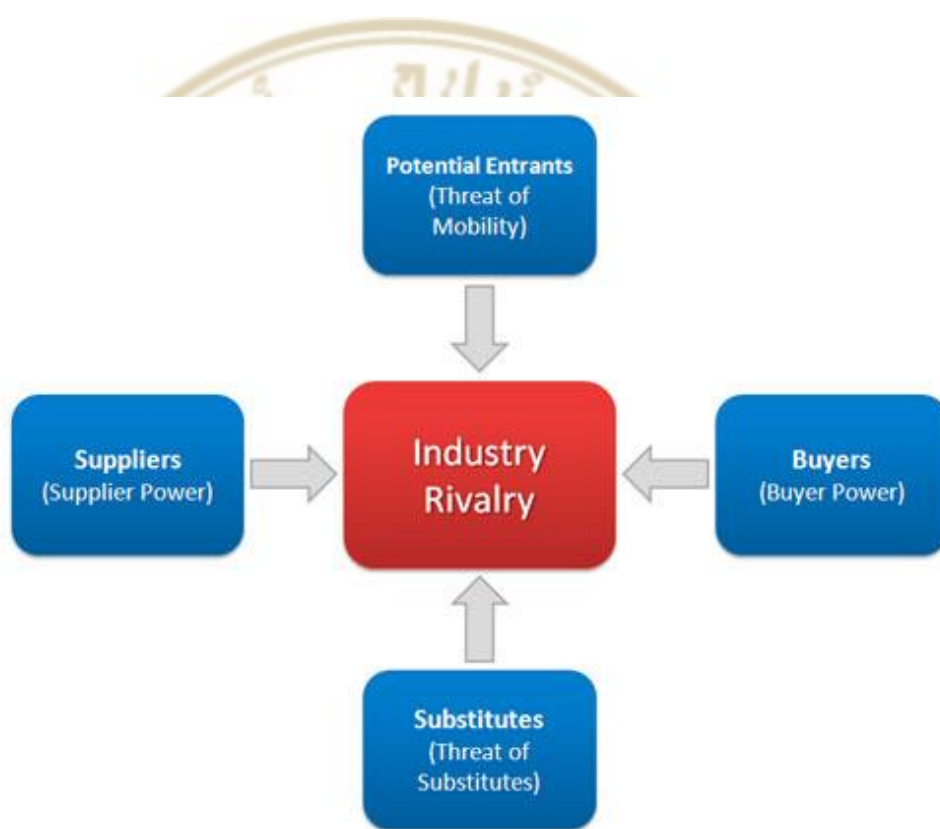 Potential Entrants
(Threat of
Mobility)
Suppliers
(Supplier Power)
Industry
Rivalry
Buyers
(Buyer Power)
Substitutes
(Threat of
Substitutes)